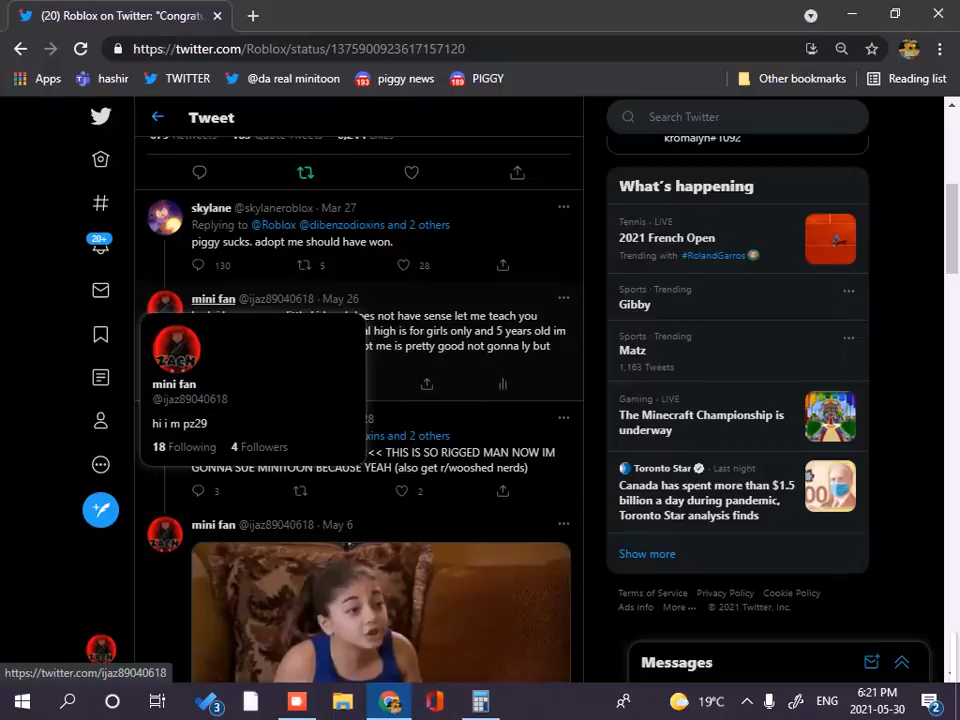 (20) Roblox on Twitter: "Congratu
https://twitter.com/Roblox/status/1375900923617157120
Apps
hashir
TWITTER
@da real minitoon
193
piggy news
189
PIGGY
Other bookmarks
Reading list
Tweet
Search Twitter
kromalyn#1092
What's happening
Tennis · LIVE
2021 French Open
Trending with #RolandGarros
Sports · Trending
Gibby
Sports · Trending
Matz
1,163 Tweets
Gaming · LIVE
The Minecraft Championship is
underway
Toronto Star · Last night
Canada has spent more than $1.5
billion a day during pandemic,
Toronto Star analysis finds
Show more
Terms of Service Privacy Policy Cookie Policy
Ads info More ··· © 2021 Twitter, Inc.
Messages
20+
skylane @skylaneroblox · Mar 27
Replying to @Roblox @dibenzodioxins and 2 others
piggy sucks. adopt me should have won.
130 5 28
mini fan @ijaz89040618 · May 26
does not have sense let me teach you
al high is for girls only and 5 years old im
pt me is pretty good not gonna ly but
ZACH
mini fan
@ijaz89040618
hi i m pz29
18 Following 4 Followers
28
xins and 2 others
<< THIS IS SO RIGGED MAN NOW IM
GONNA SUE MINITOON BECAUSE YEAH (also get r/wooshed nerds)
3 2
mini fan @ijaz89040618 · May 6
https://twitter.com/ijaz89040618
3
19°C
ENG
6:21 PM
2021-05-30
2